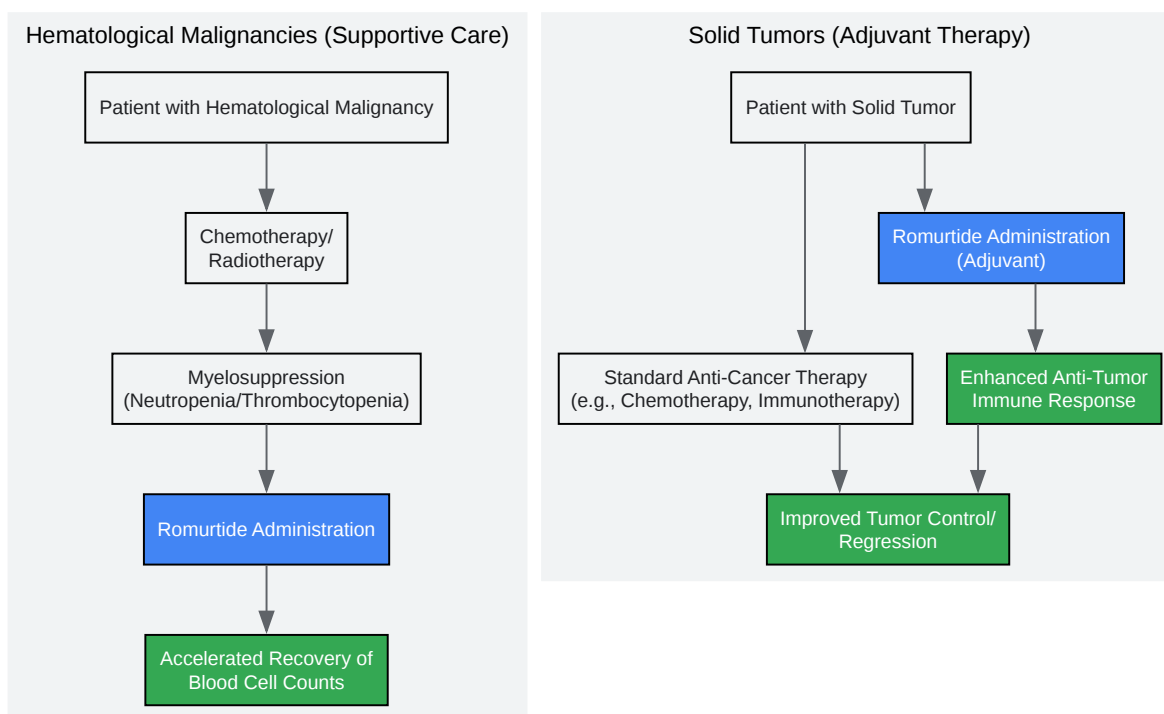 Hematological Malignancies (Supportive Care)
Patient with Hematological Malignancy
Chemotherapy/
Radiotherapy
Myelosuppression
(Neutropenia/Thrombocytopenia)
Romurtide Administration
Accelerated Recovery of
Blood Cell Counts
Solid Tumors (Adjuvant Therapy)
Patient with Solid Tumor
Romurtide Administration
(Adjuvant)
Standard Anti-Cancer Therapy
(e.g., Chemotherapy, Immunotherapy)
Enhanced Anti-Tumor
Immune Response
Improved Tumor Control/
Regression